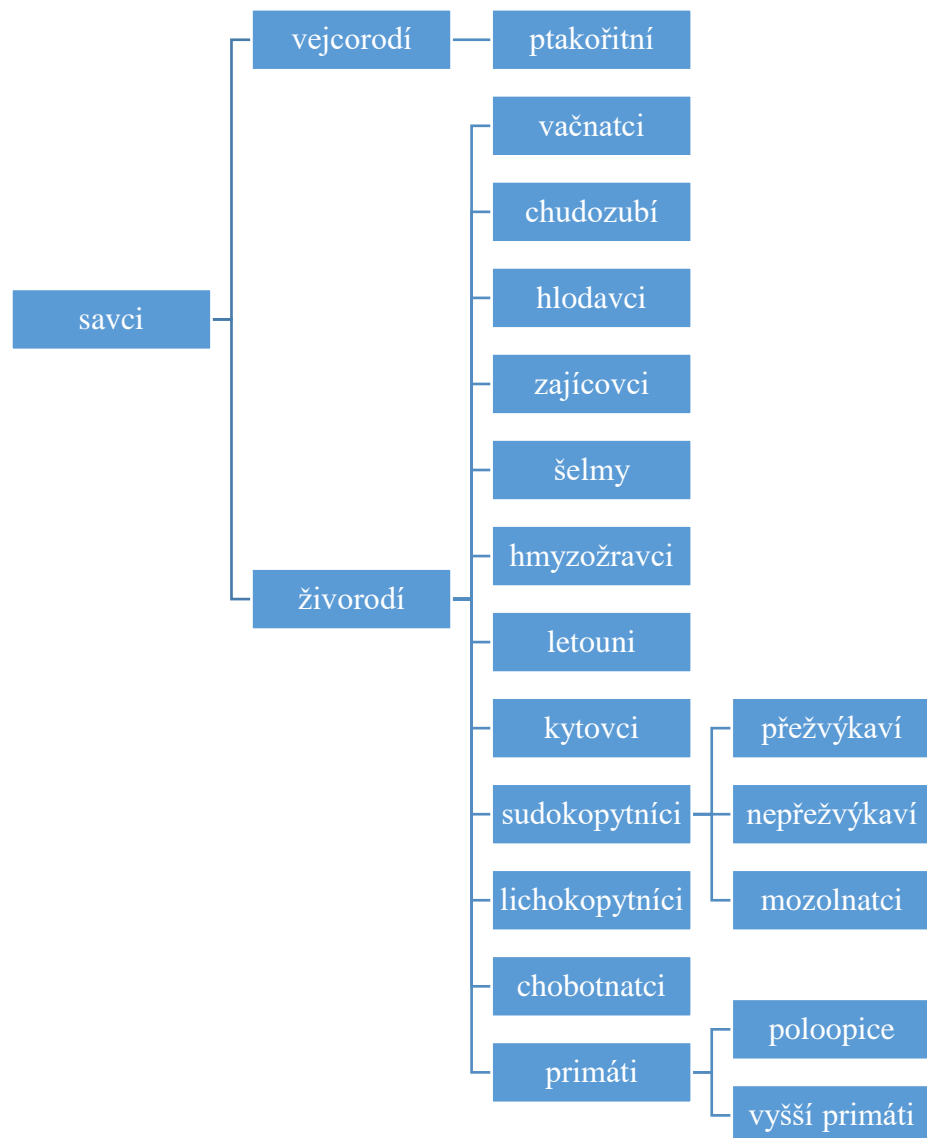 savci
vejcorodí
ptakořitní
živorodí
vačnatci
chudozubí
hlodavci
zajícovci
šelmy
hmyzožravci
letouni
kytovci
sudokopytníci
přežvýkaví
nepřežvýkaví
mozolnatci
lichokopytníci
chobotnatci
primáti
poloopice
vyšší primáti